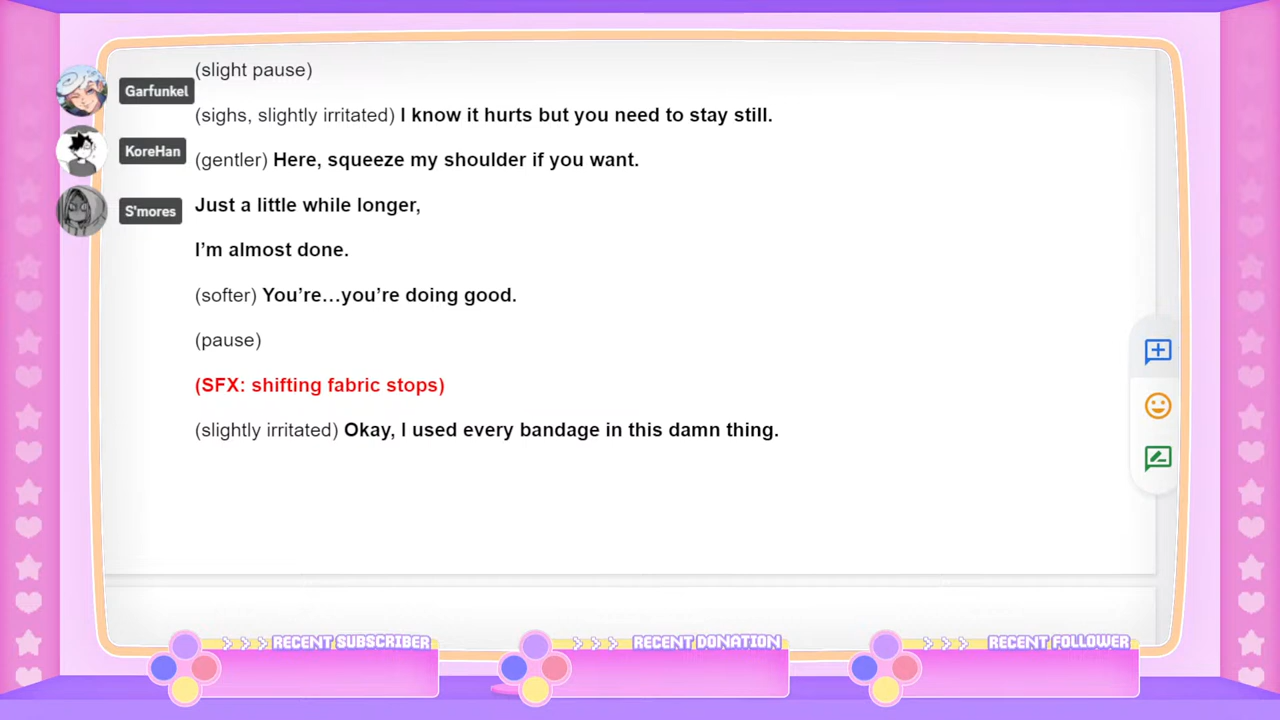 (slight pause)
Garfunkel
(sighs, slightly irritated) I know it hurts but you need to stay still.
KoreHan
(gentler) Here, squeeze my shoulder if you want.
S'mores
Just a little while longer,
I’m almost done.
(softer) You’re…you’re doing good.
(pause)
(SFX: shifting fabric stops)
(slightly irritated) Okay, I used every bandage in this damn thing.
> > > RECENT SUBSCRIBER
> > > RECENT DONATION
> > > RECENT FOLLOWER